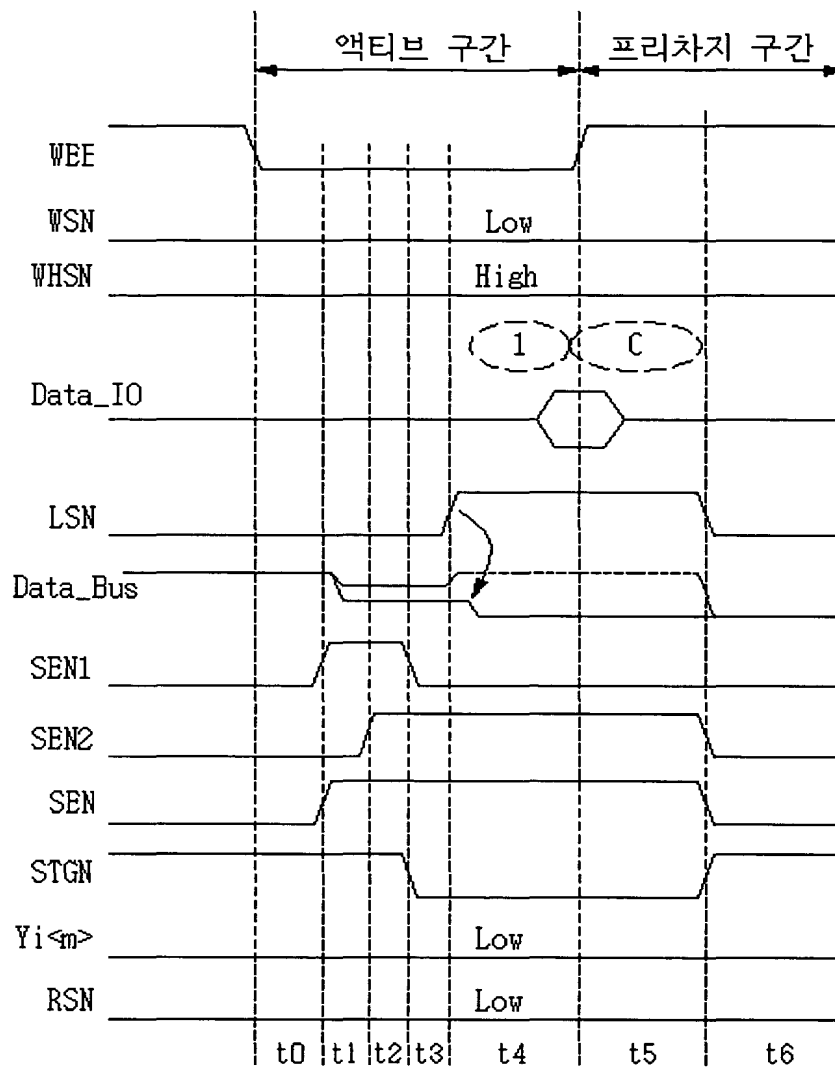 액티브 구간 프리차지 구간
WBE
WSN Low
WHSN High
1 C
Data_IO
LSN
Data_Bus
SEN1
SEN2
SEN
STGN
Yi<m> Low
RSN Low
t0 t1 t2 t3 t4 t5 t6